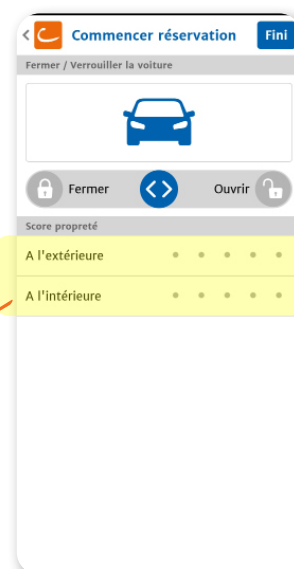 Commencer réservation Fini
Fermer / Verrouiller la voiture
Fermer Ouvrir
Score propreté
A l'extérieure
A l'intérieure